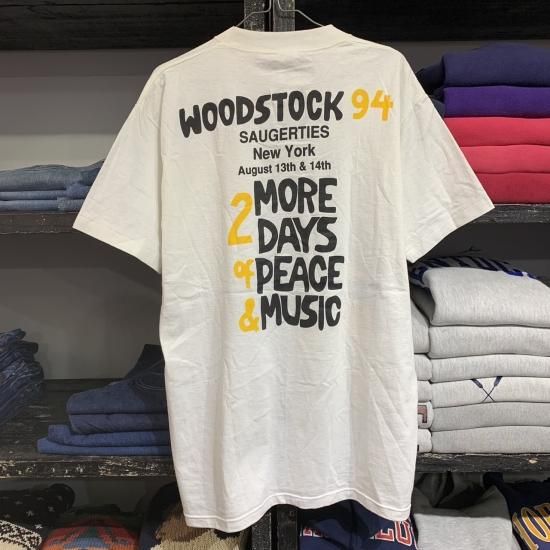 WOODSTOCK 94
SAUGERTIES
New York
August 13th & 14th
2 MORE
DAYS
of PEACE
& MUSIC